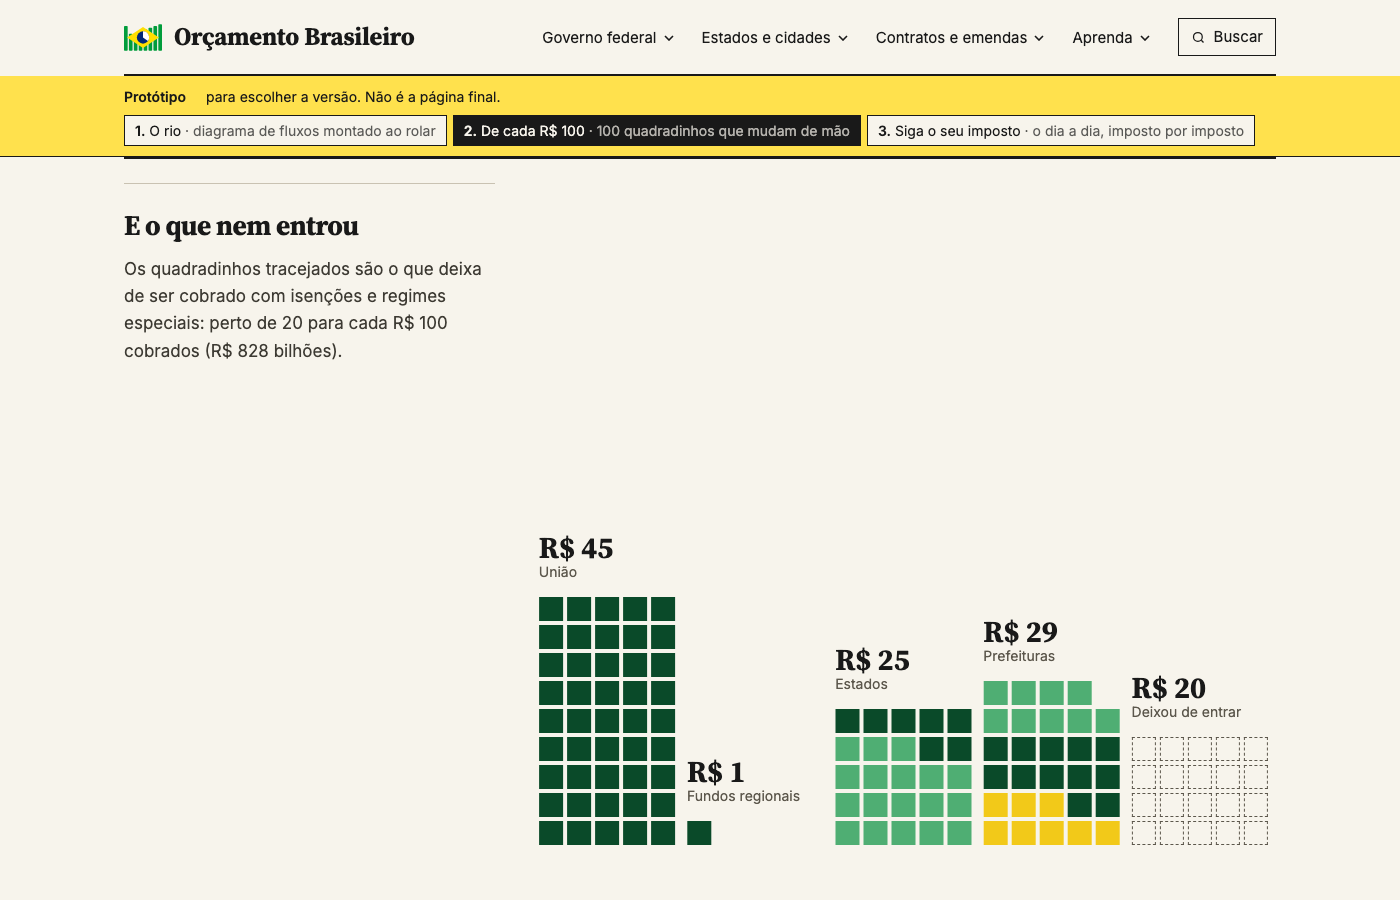 Orçamento Brasileiro
Governo federal
Estados e cidades
Contratos e emendas
Aprenda
Buscar
Protótipo para escolher a versão. Não é a página final.
1. O rio · diagrama de fluxos montado ao rolar
2. De cada R$ 100 · 100 quadradinhos que mudam de mão
3. Siga o seu imposto · o dia a dia, imposto por imposto
E o que nem entrou
Os quadradinhos tracejados são o que deixa
de ser cobrado com isenções e regimes
especiais: perto de 20 para cada R$ 100
cobrados (R$ 828 bilhões).
R$ 45
União
R$ 1
Fundos regionais
R$ 25
Estados
R$ 29
Prefeituras
R$ 20
Deixou de entrar